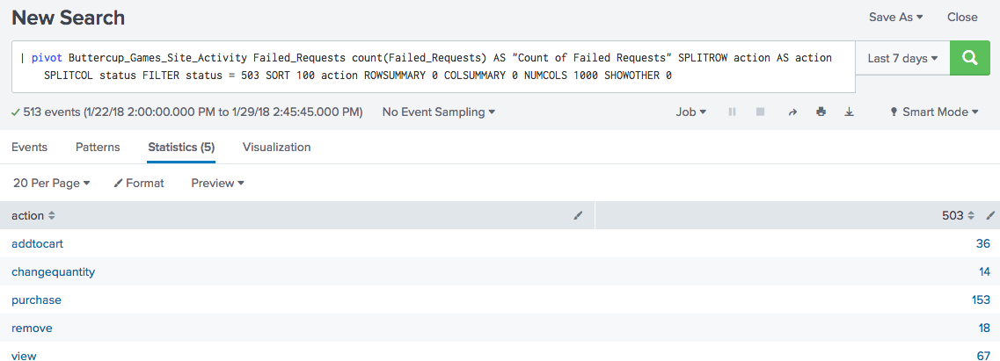 New Search
Save As Close
| pivot Buttercup_Games_Site_Activity Failed_Requests count(Failed_Requests) AS "Count of Failed Requests" SPLITROW action AS action
SPLITCOL status FILTER status = 503 SORT 100 action ROWSUMMARY 0 COLSUMMARY 0 NUMCOLS 1000 SHOWOTHER 0
Last 7 days
513 events (1/22/18 2:00:00.000 PM to 1/29/18 2:45:45.000 PM) No Event Sampling Job Smart Mode
Events Patterns Statistics (5) Visualization
20 Per Page Format Preview
action 503
addtocart 36
changequantity 14
purchase 153
remove 18
view 67